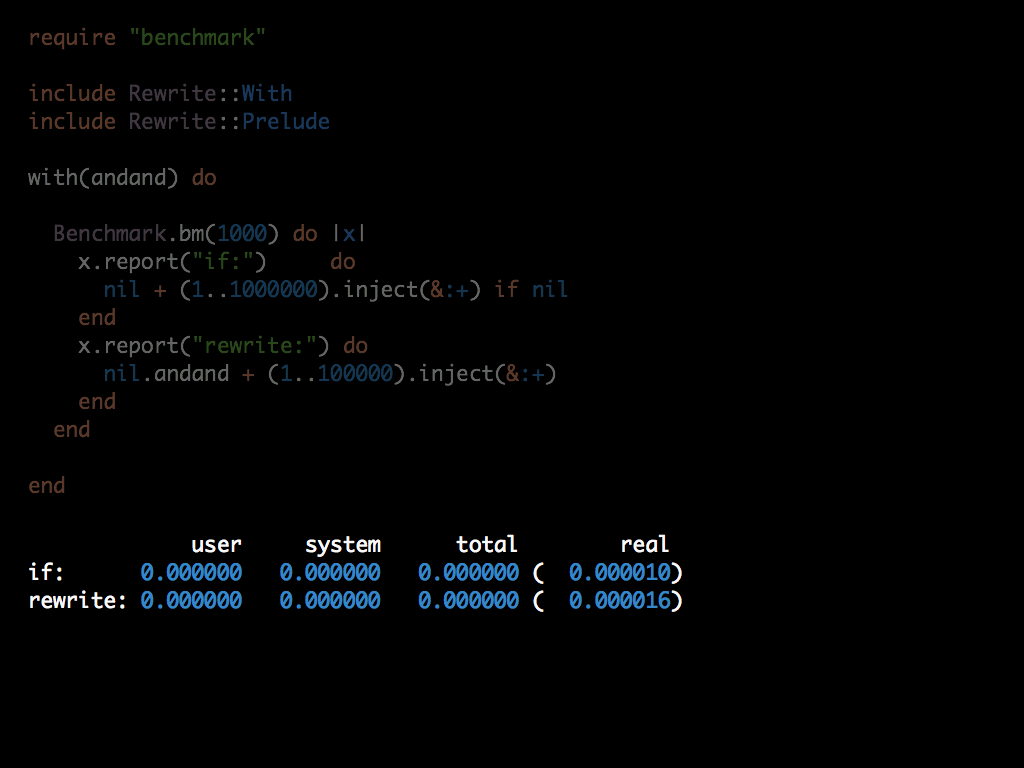 require "benchmark"
include Rewrite::With
include Rewrite::Prelude
with(andand) do
Benchmark.bm(1000) do |x|
x.report("if:") do
nil + (1..1000000).inject(&:+) if nil
end
x.report("rewrite:") do
nil.andand + (1..100000).inject(&:+)
end
end
end
user system total real
if: 0.000000 0.000000 0.000000 ( 0.000010)
rewrite: 0.000000 0.000000 0.000000 ( 0.000016)